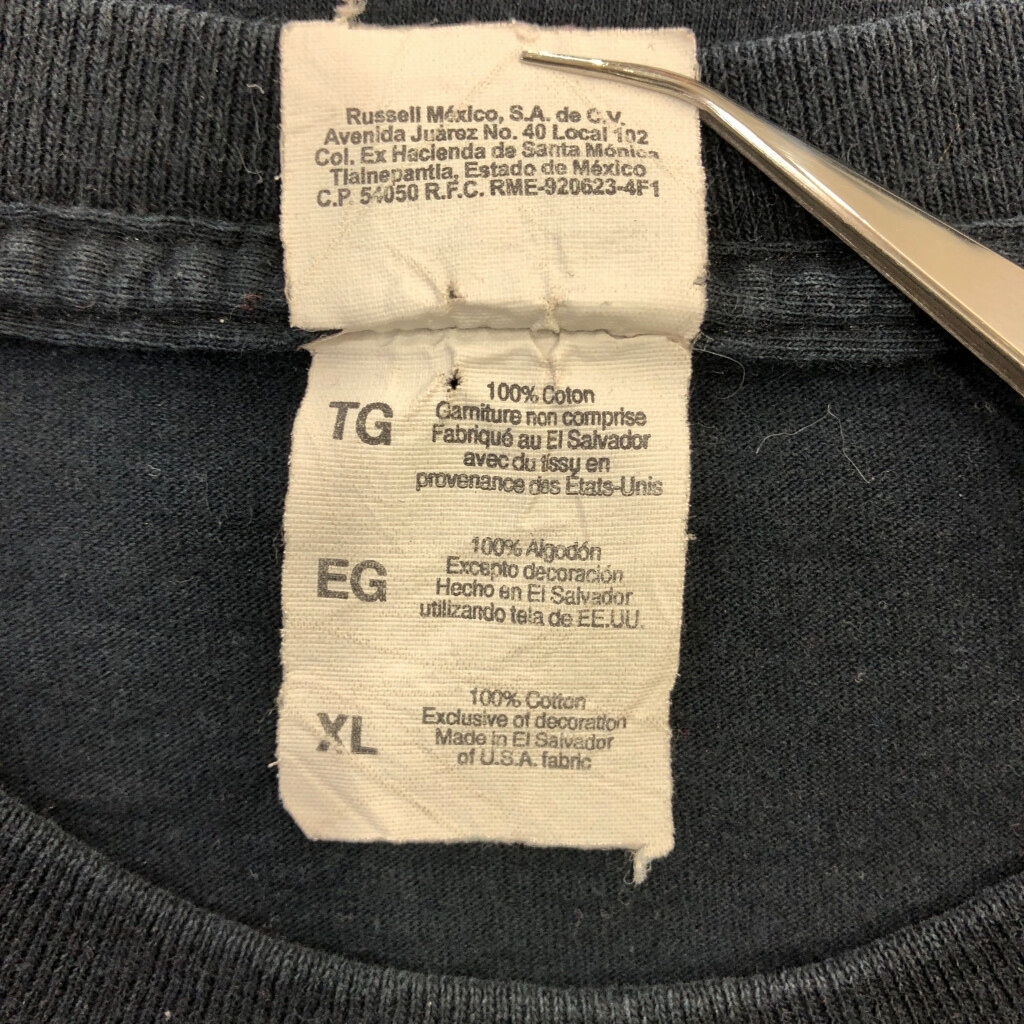 Russell México, S.A. de C.V.
Avenida Juárez No. 40 Local 102
Col. Ex Hacienda de Santa Mónica
Tlalnepantla, Estado de México
C.P. 54050 R.F.C. RME-920623-4F1
TG
100% Coton
Garniture non comprise
Fabriqué au El Salvador
avec du tissu en
provenance des États-Unis
EG
100% Algodón
Excepto decoración
Hecho en El Salvador
utilizando tela de EE.UU.
XL
100% Cotton
Exclusive of decoration
Made in El Salvador
of U.S.A. fabric